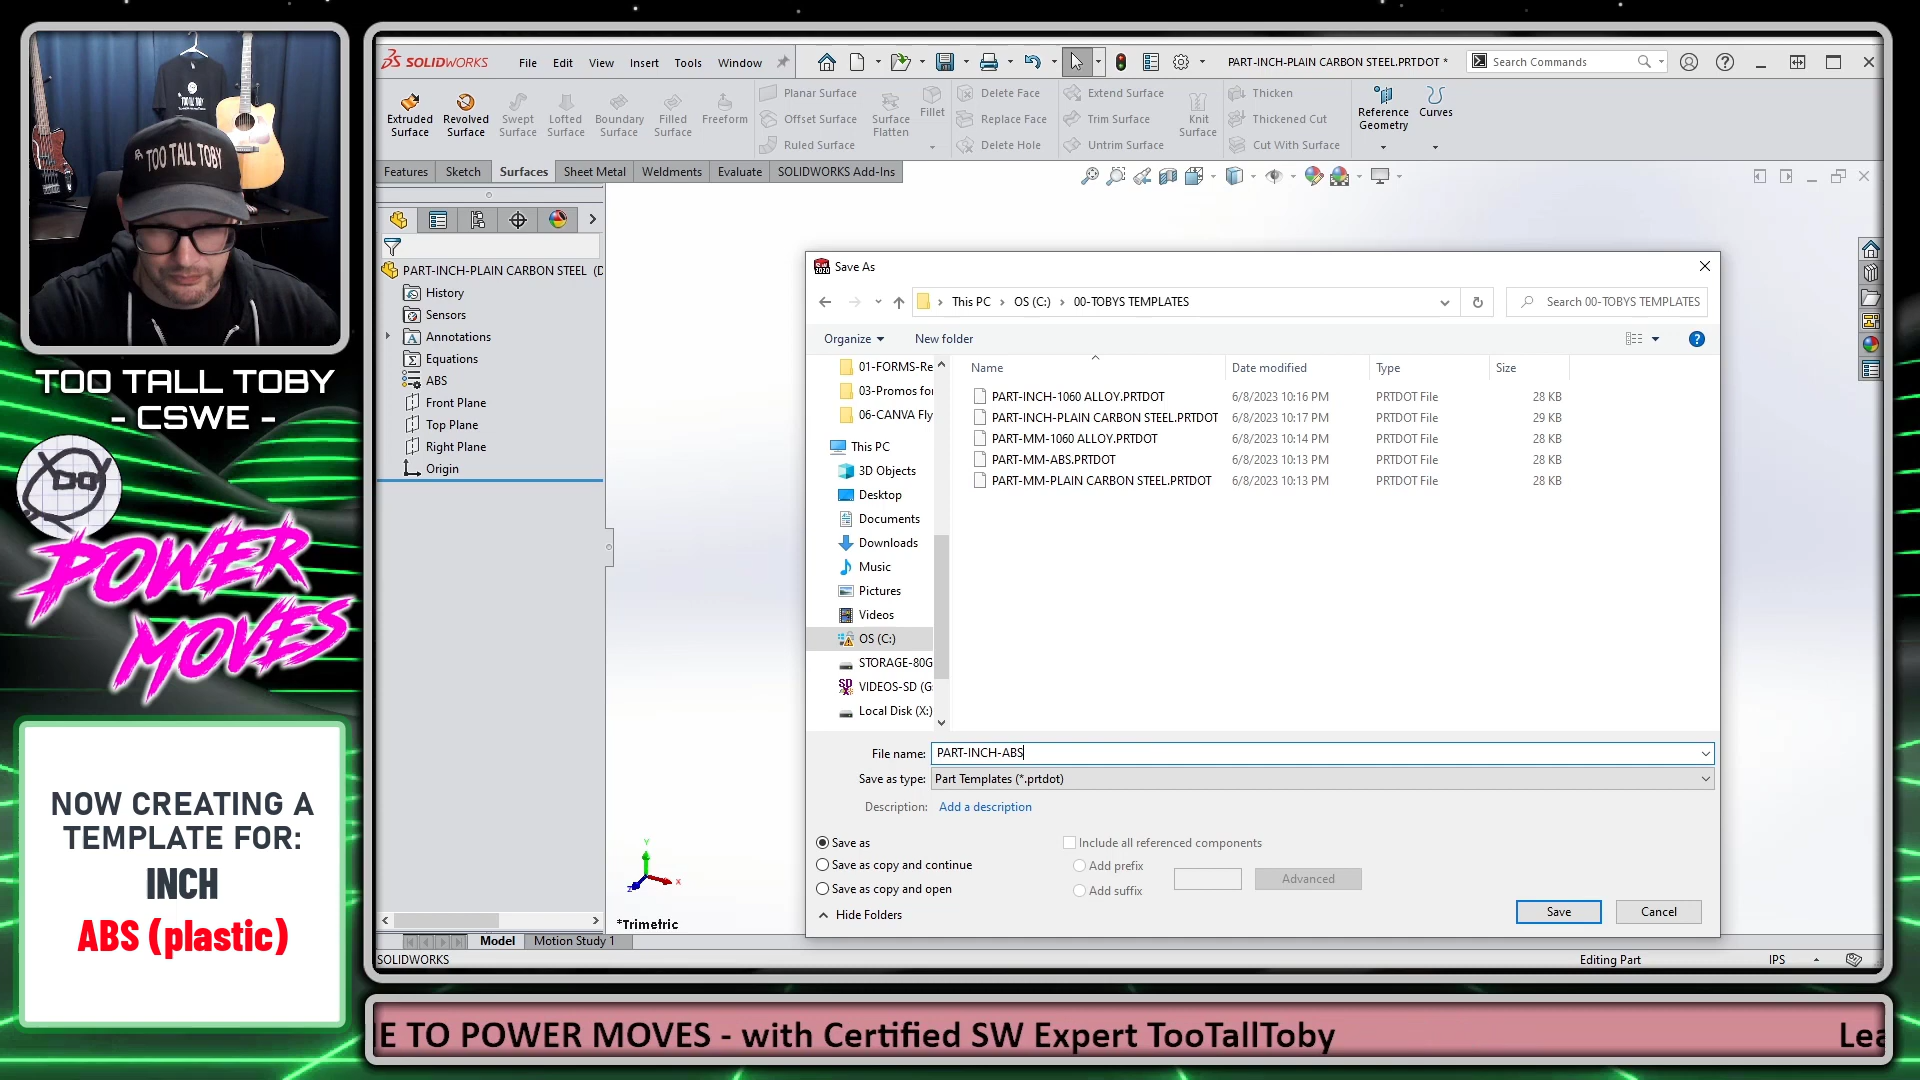 TOO TALL TOBY
TOO TALL TOBY
- CSWE -
POWER
MOVES
NOW CREATING A
TEMPLATE FOR:
INCH
ABS (plastic)
SOLIDWORKS
File Edit View Insert Tools Window
PART-INCH-PLAIN CARBON STEEL.PRTDOT *
Search Commands
Extruded Surface
Revolved Surface
Swept Surface
Lofted Surface
Boundary Surface
Filled Surface
Freeform
Planar Surface
Offset Surface
Ruled Surface
Surface Flatten
Fillet
Delete Face
Replace Face
Delete Hole
Extend Surface
Trim Surface
Untrim Surface
Knit Surface
Thicken
Thickened Cut
Cut With Surface
Reference Geometry
Curves
Features Sketch Surfaces Sheet Metal Weldments Evaluate SOLIDWORKS Add-Ins
PART-INCH-PLAIN CARBON STEEL (D
History
Sensors
Annotations
Equations
ABS
Front Plane
Top Plane
Right Plane
Origin
Save As
This PC > OS (C:) > 00-TOBYS TEMPLATES
Search 00-TOBYS TEMPLATES
Organize New folder
01-FORMS-Re
03-Promos for
06-CANVA Fly
This PC
3D Objects
Desktop
Documents
Downloads
Music
Pictures
Videos
OS (C:)
STORAGE-80G
VIDEOS-SD (G:
Local Disk (X:)
Name Date modified Type Size
PART-INCH-1060 ALLOY.PRTDOT 6/8/2023 10:16 PM PRTDOT File 28 KB
PART-INCH-PLAIN CARBON STEEL.PRTDOT 6/8/2023 10:17 PM PRTDOT File 29 KB
PART-MM-1060 ALLOY.PRTDOT 6/8/2023 10:14 PM PRTDOT File 28 KB
PART-MM-ABS.PRTDOT 6/8/2023 10:13 PM PRTDOT File 28 KB
PART-MM-PLAIN CARBON STEEL.PRTDOT 6/8/2023 10:13 PM PRTDOT File 28 KB
File name: PART-INCH-ABS
Save as type: Part Templates (*.prtdot)
Description: Add a description
Save as
Save as copy and continue
Save as copy and open
Include all referenced components
Add prefix
Add suffix
Advanced
Hide Folders
Save Cancel
Y
X
Z
*Trimetric
Model Motion Study 1
SOLIDWORKS
Editing Part IPS
E TO POWER MOVES - with Certified SW Expert TooTallToby Lea